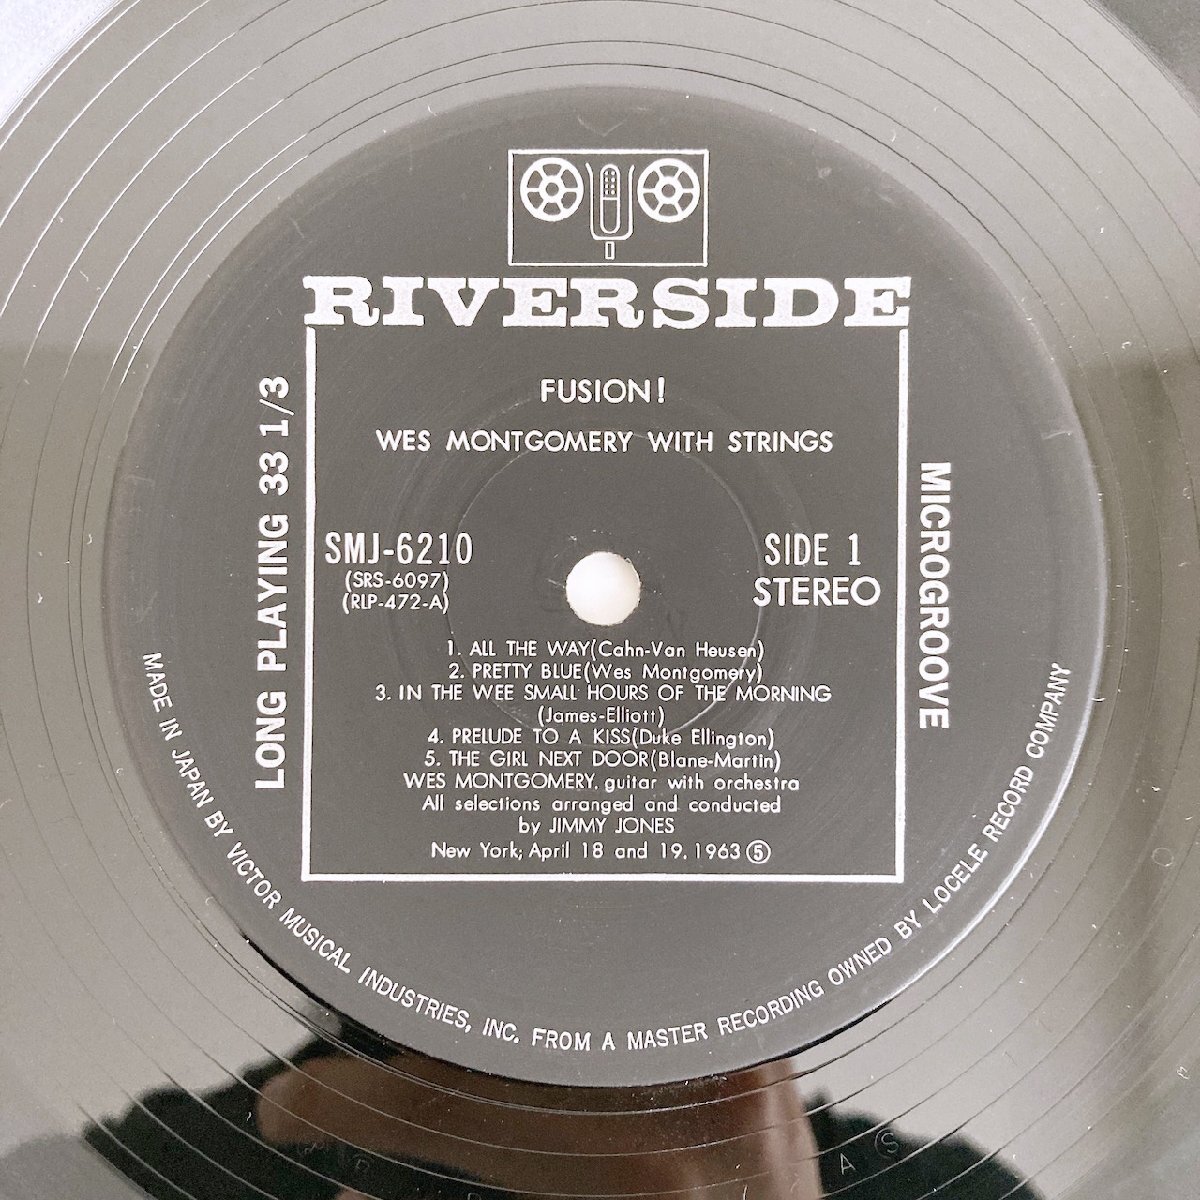 RIVERSIDE
FUSION!
WES MONTGOMERY WITH STRINGS
LONG PLAYING 33 1/3
MICROGROOVE
SMJ-6210
(SRS-6097)
(RLP-472-A)
SIDE 1
STEREO
1. ALL THE WAY(Cahn-Van Heusen)
2. PRETTY BLUE(Wes Montgomery)
3. IN THE WEE SMALL HOURS OF THE MORNING
(James-Elliott)
4. PRELUDE TO A KISS(Duke Ellington)
5. THE GIRL NEXT DOOR(Blane-Martin)
WES MONTGOMERY, guitar with orchestra
All selections arranged and conducted
by JIMMY JONES
New York; April 18 and 19, 1963 ⑤
MADE IN JAPAN BY VICTOR MUSICAL INDUSTRIES, INC. FROM A MASTER RECORDING OWNED BY LOCELE RECORD COMPANY